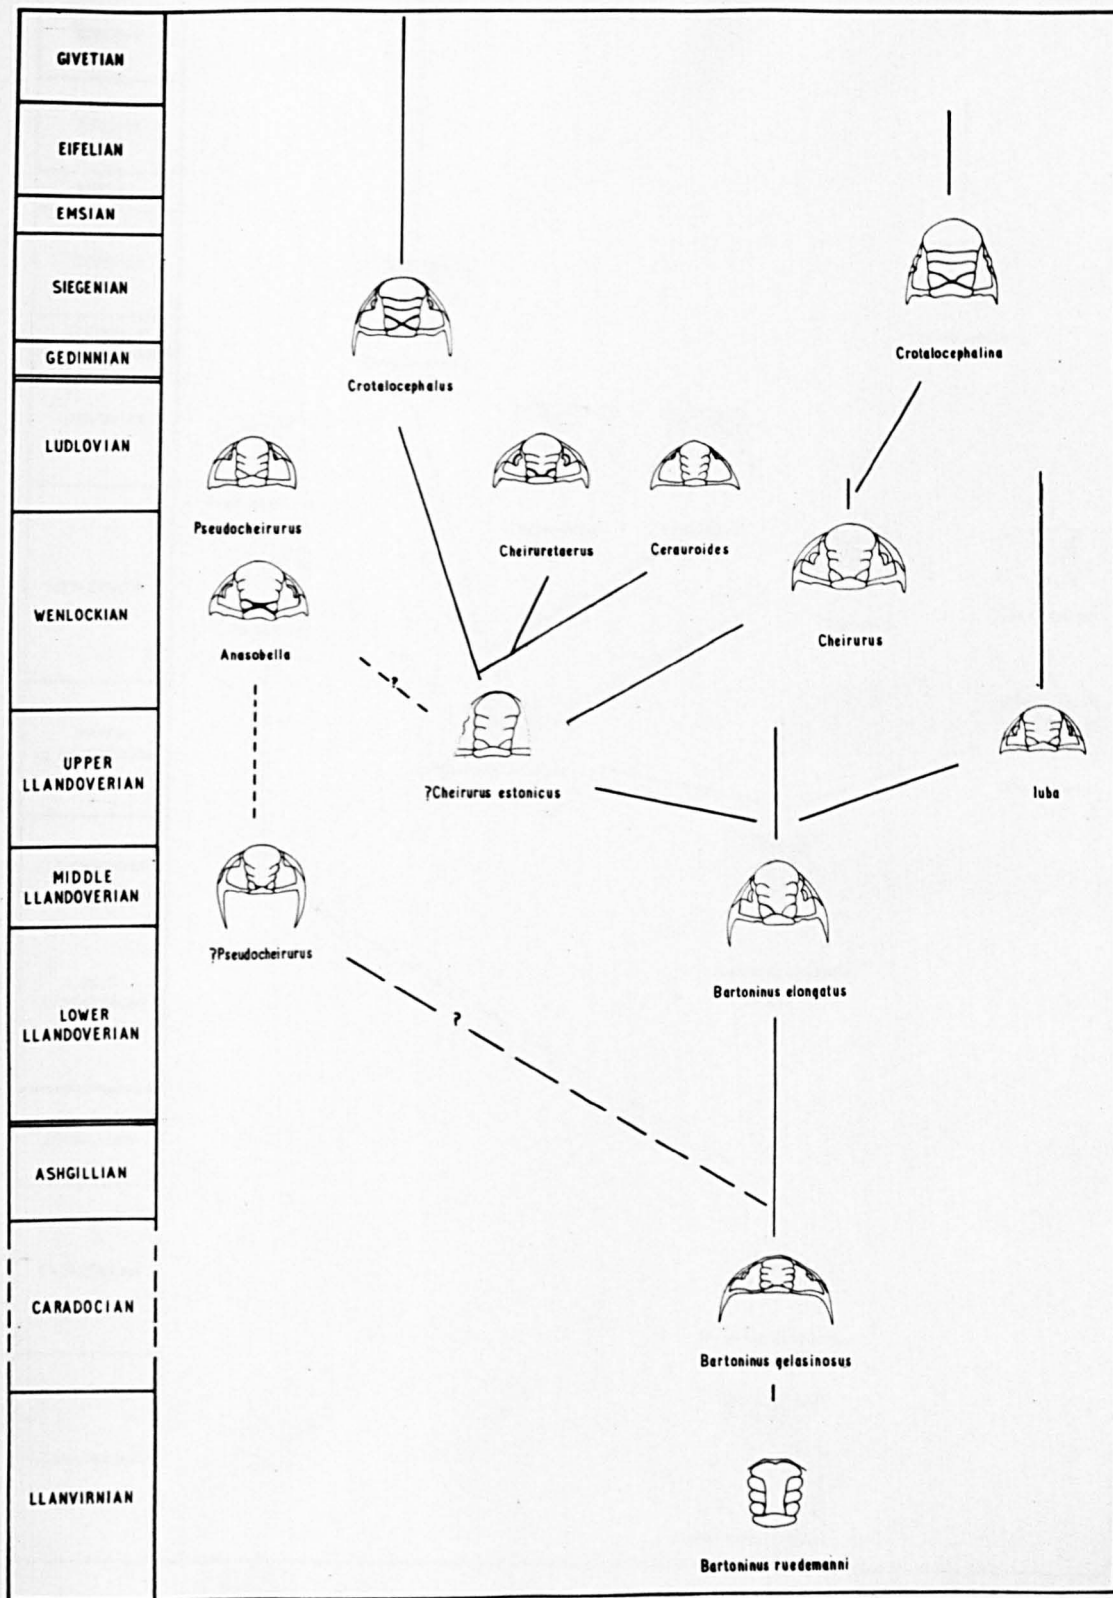 GIVETIAN
EIFELIAN
EMSIAN
SIEGENIAN
GEDINNIAN
LUDLOVIAN
WENLOCKIAN
UPPER
LLANDOVERIAN
MIDDLE
LLANDOVERIAN
LOWER
LLANDOVERIAN
ASHGILLIAN
CARADOCIAN
LLANVIRNIAN
Crotalocephalus
Crotalocephalina
Pseudocheirurus
Cheiruretaerus
Cerauroides
Cheirurus
Anasobella
?
?Cheirurus estonicus
Iuba
?Pseudocheirurus
Bartoninus elongatus
?
Bartoninus gelasinosus
Bartoninus ruedemanni